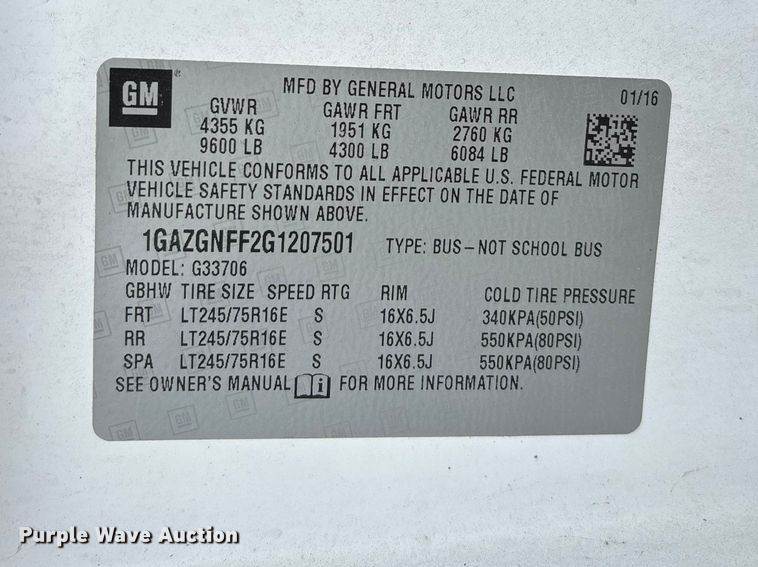 GM ® MFD BY GENERAL MOTORS LLC 01/16
GVWR GAWR FRT GAWR RR
4355 KG 1951 KG 2760 KG
9600 LB 4300 LB 6084 LB
THIS VEHICLE CONFORMS TO ALL APPLICABLE U.S. FEDERAL MOTOR
VEHICLE SAFETY STANDARDS IN EFFECT ON THE DATE OF
MANUFACTURE SHOWN ABOVE.
1GAZGNFF2G1207501 TYPE: BUS-NOT SCHOOL BUS
MODEL: G33706
GBHW TIRE SIZE SPEED RTG RIM COLD TIRE PRESSURE
FRT LT245/75R16E S 16X6.5J 340KPA(50PSI)
RR LT245/75R16E S 16X6.5J 550KPA(80PSI)
SPA LT245/75R16E S 16X6.5J 550KPA(80PSI)
SEE OWNER'S MANUAL i FOR MORE INFORMATION.
Purple Wave Auction